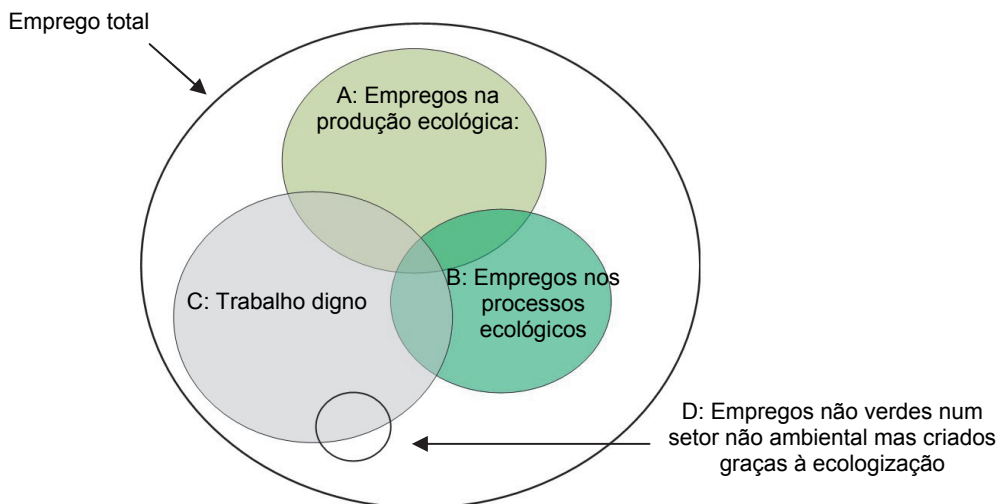 Emprego total
A: Empregos na
produção ecológica:
B: Empregos nos
processos
ecológicos
C: Trabalho digno
D: Empregos não verdes num
setor não ambiental mas criados
graças à ecologização